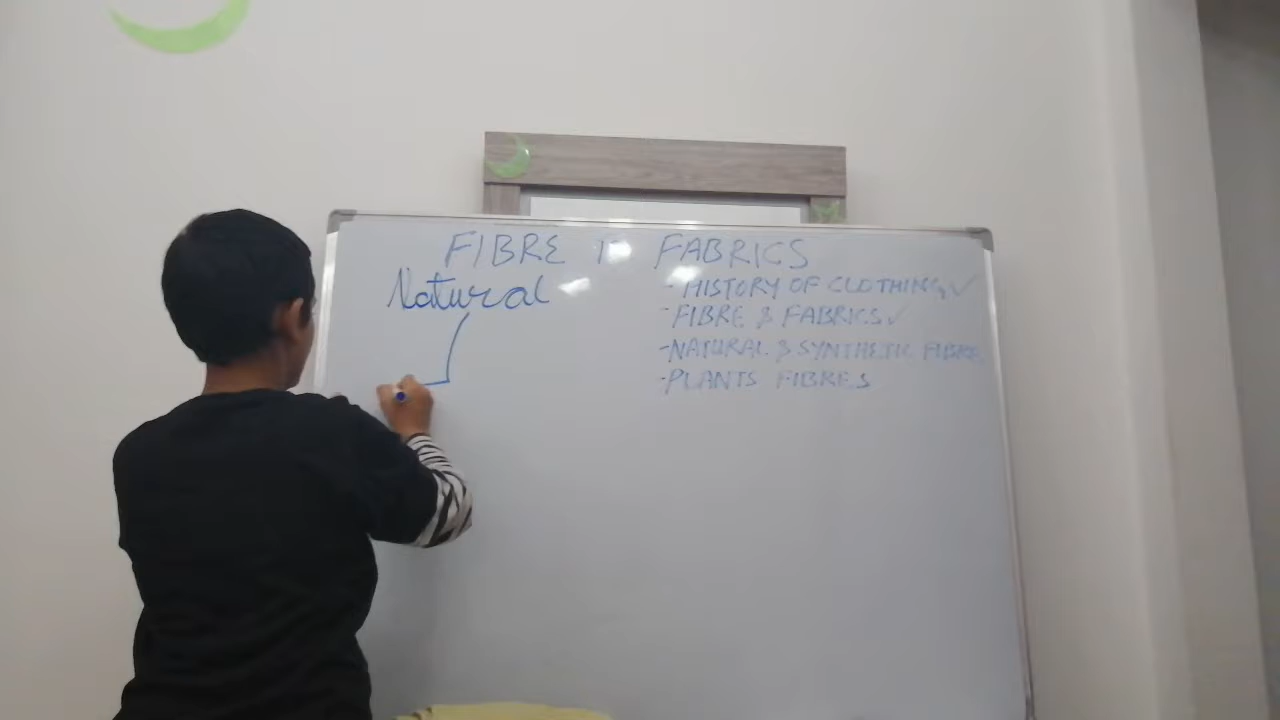 FIBRE FABRICS
Natural
- HISTORY OF CLOTHING ✓
- FIBRE & FABRICS ✓
- NATURAL & SYNTHETIC FIBRE
- PLANTS FIBRES